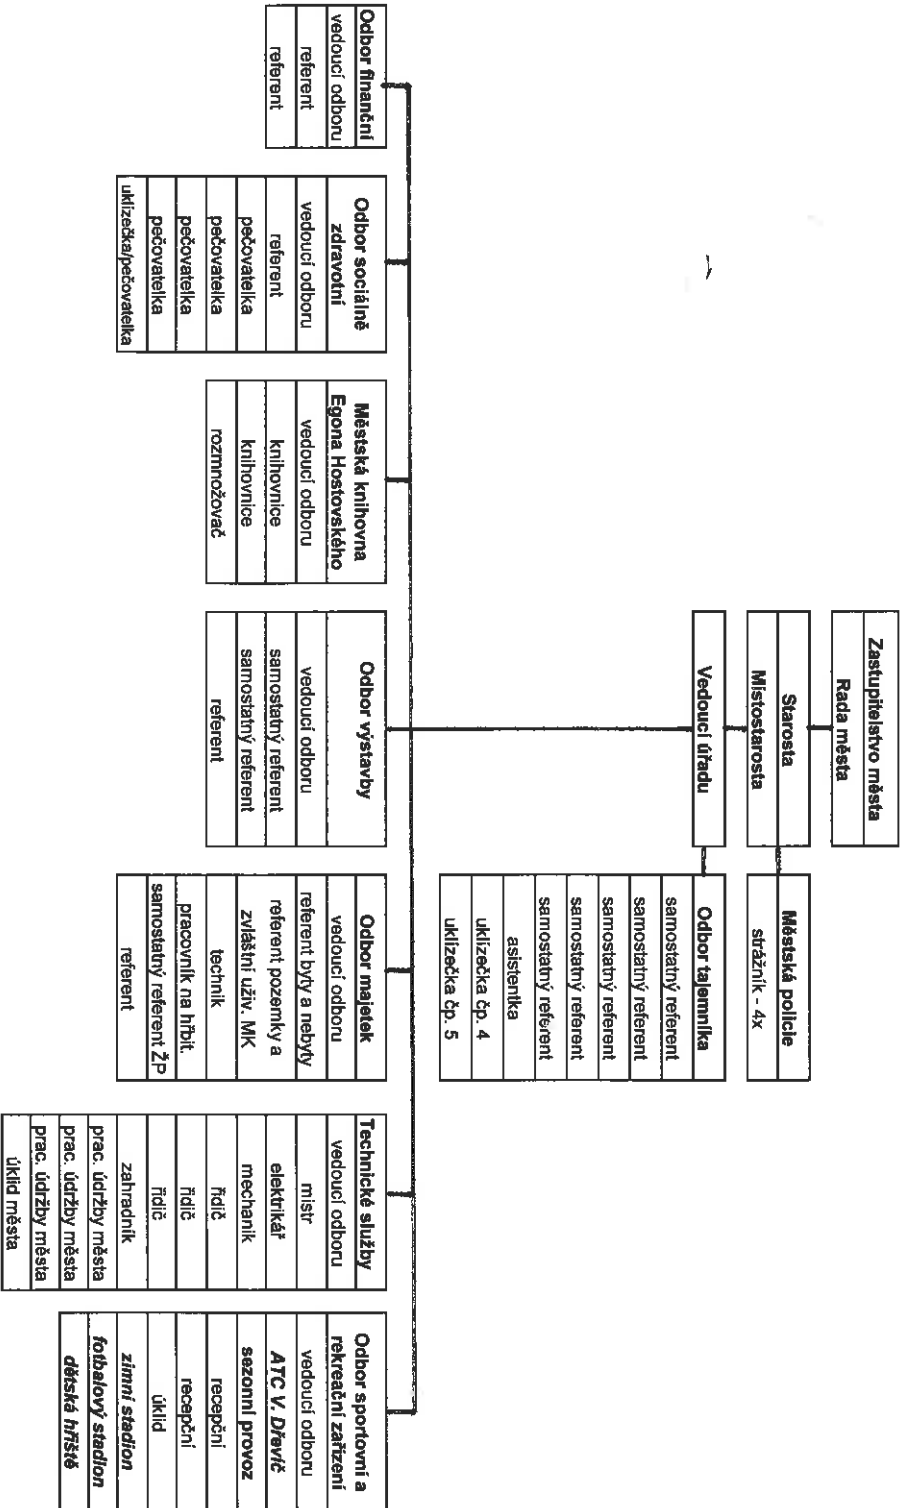 Zastupitelstvo města
Rada města
Starosta
Místostarosta
Městská policie
strážník - 4x
Vedoucí úřadu
Odbor tajemníka
samostatný referent
samostatný referent
samostatný referent
samostatný referent
samostatný referent
asistentka
uklízečka čp. 4
uklízečka čp. 5
Odbor finanční
vedoucí odboru
referent
referent
Odbor sociálně
zdravotní
vedoucí odboru
referent
pečovatelka
pečovatelka
pečovatelka
pečovatelka
uklízečka/pečovatelka
Městská knihovna
Egona Hostovského
vedoucí odboru
knihovnice
knihovnice
rozmnožovač
Odbor výstavby
vedoucí odboru
samostatný referent
samostatný referent
referent
Odbor majetek
vedoucí odboru
referent byty a nebyty
referent pozemky a
zvláštní uživ. MK
technik
pracovník na hřbit.
samostatný referent ŽP
referent
Technické služby
vedoucí odboru
mistr
elektrikář
mechanik
řidič
řidič
řidič
zahradník
prac. údržby města
prac. údržby města
prac. údržby města
úklid města
Odbor sportovní a
rekreační zařízení
vedoucí odboru
ATC V. Dřevíč
sezonní provoz
recepční
recepční
úklid
zimní stadion
fotbalový stadion
dětská hřiště